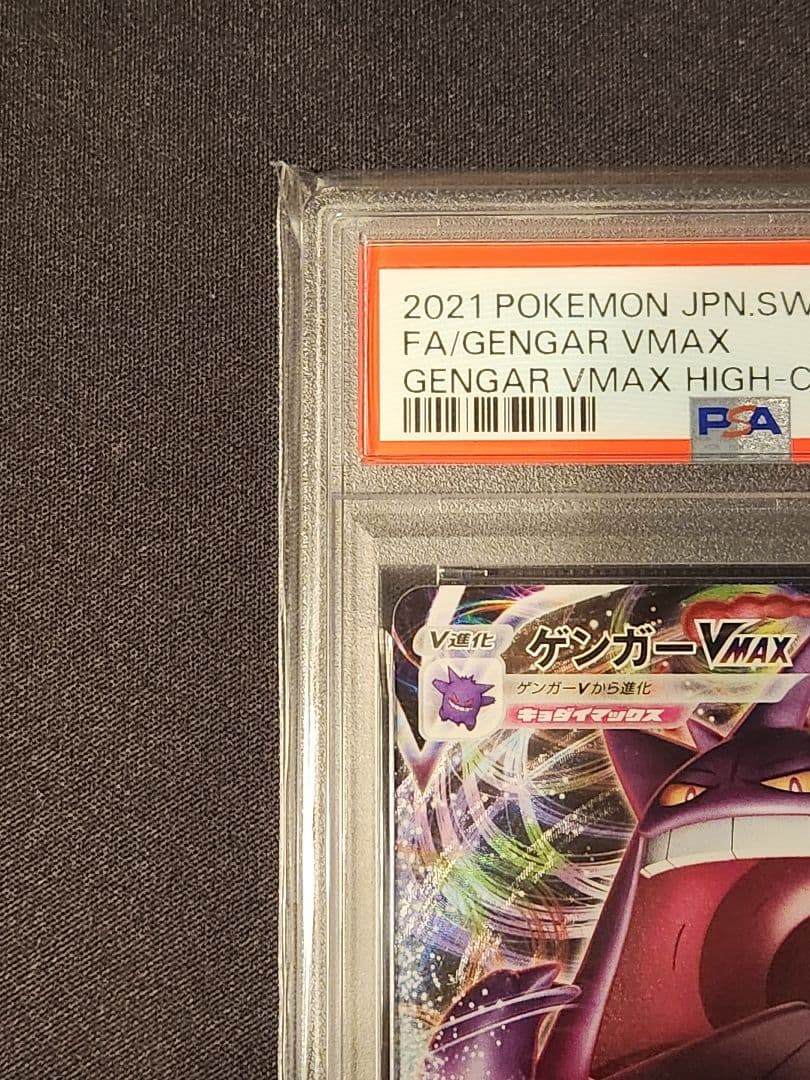 2021 POKEMON JPN.SW
FA/GENGAR VMAX
GENGAR VMAX HIGH-C
PSA
V進化
ゲンガーVMAX
ゲンガーVから進化
キョダイマックス